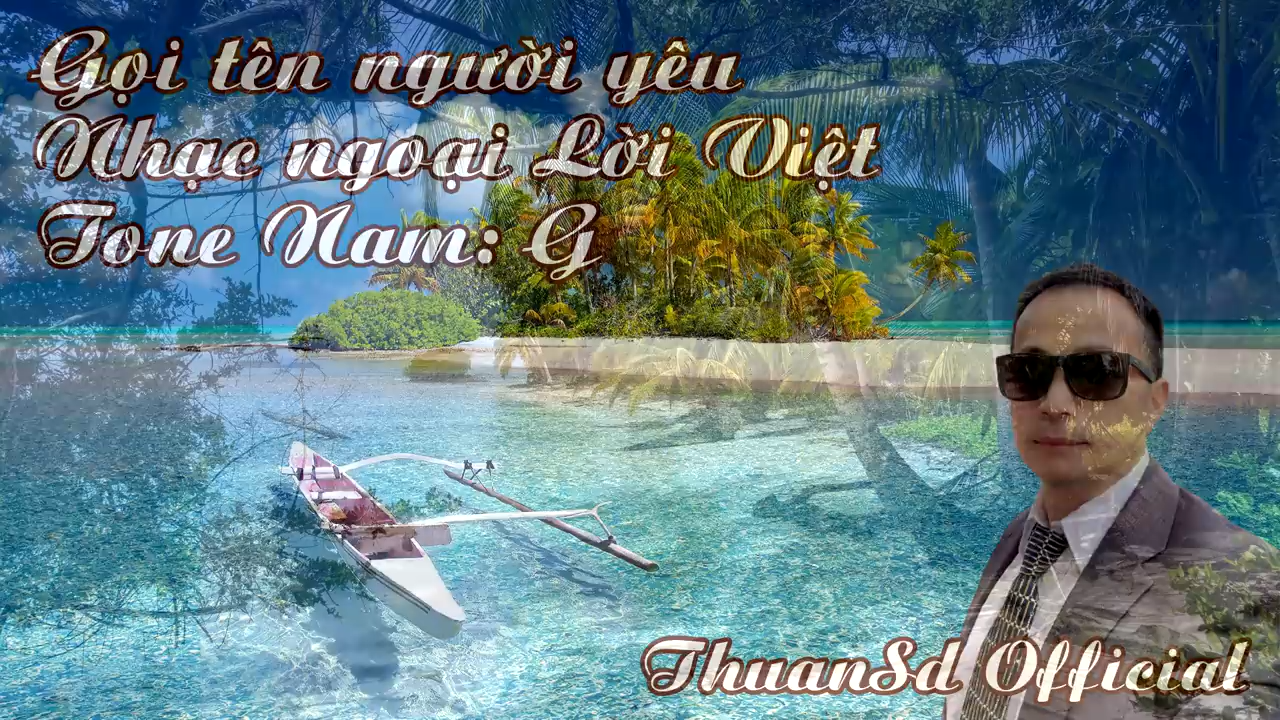 Gọi tên người yêu
Nhạc ngoại Lời Việt
Tone Nam: G
ThuanSd Official